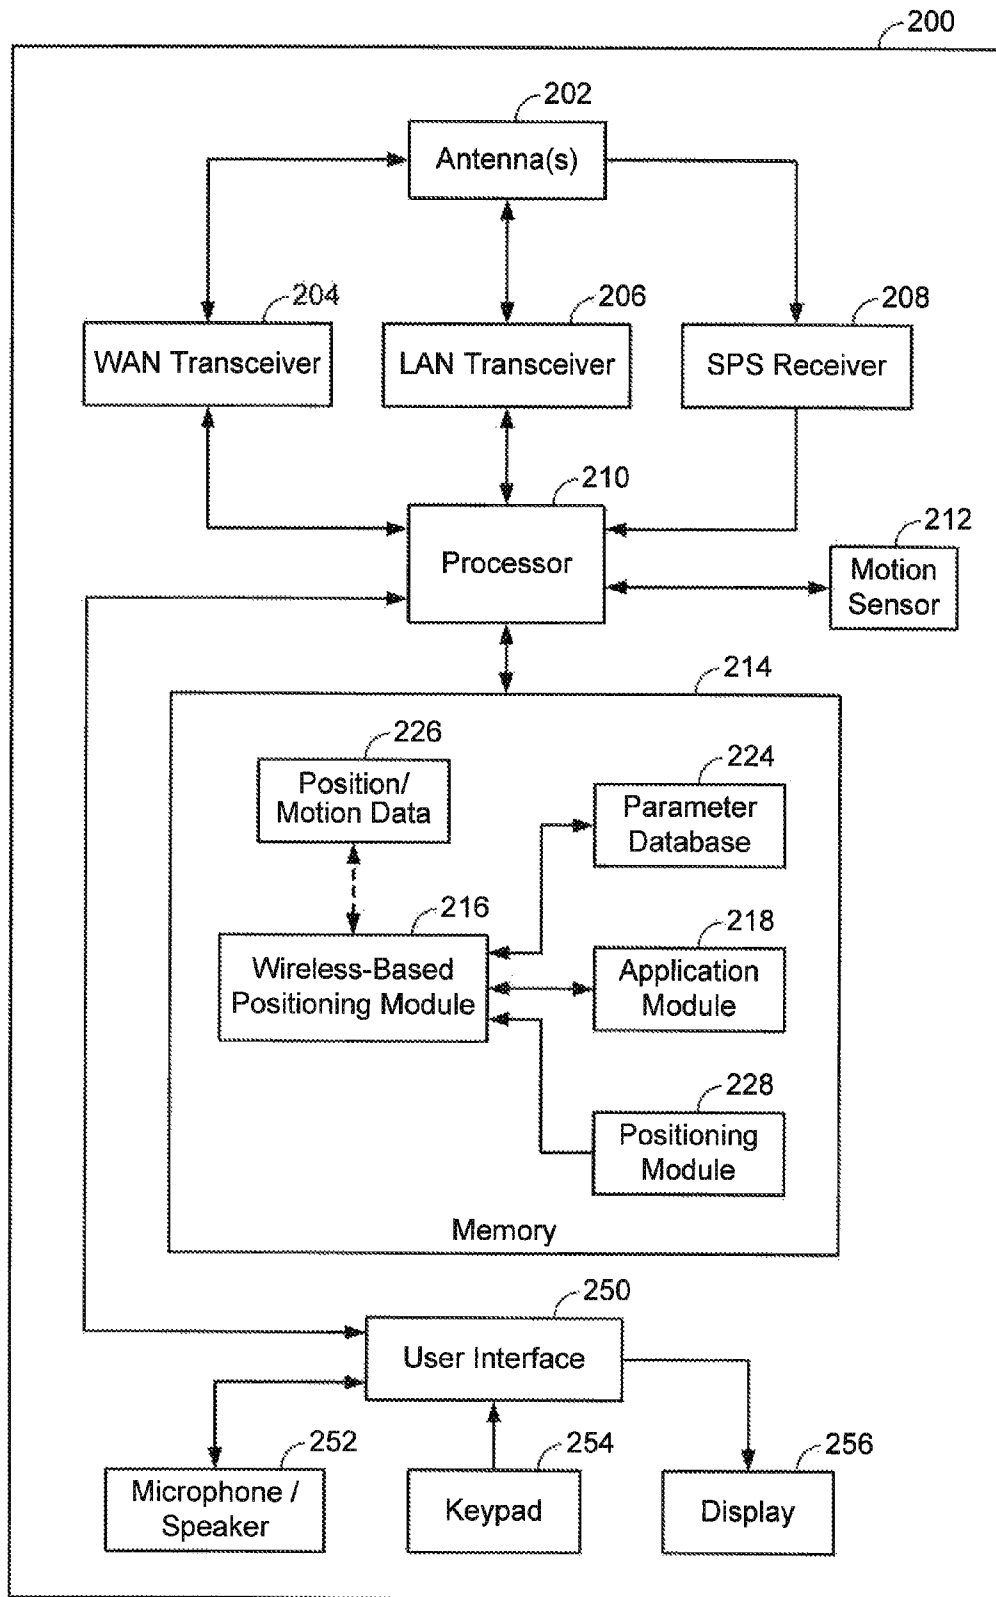 200
202
Antenna(s)
204
206
208
WAN Transceiver
LAN Transceiver
SPS Receiver
210
Processor
212
Motion
Sensor
214
226
Position/
Motion Data
224
Parameter
Database
216
Wireless-Based
Positioning Module
218
Application
Module
228
Positioning
Module
Memory
250
User Interface
252
Microphone /
Speaker
254
Keypad
256
Display